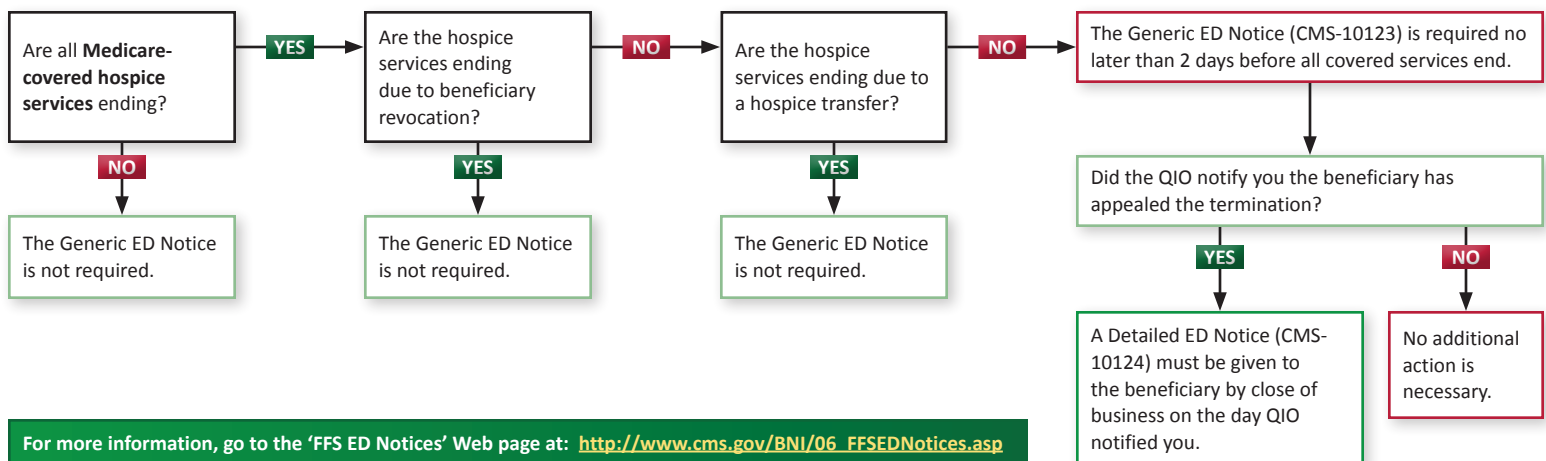 Are all Medicare-
covered hospice
services ending?
YES
Are the hospice
services ending
due to beneficiary
revocation?
NO
Are the hospice
services ending due to
a hospice transfer?
NO
The Generic ED Notice (CMS-10123) is required no
later than 2 days before all covered services end.
NO
The Generic ED Notice
is not required.
YES
The Generic ED Notice
is not required.
YES
The Generic ED Notice
is not required.
Did the QIO notify you the beneficiary has
appealed the termination?
YES
A Detailed ED Notice (CMS-
10124) must be given to
the beneficiary by close of
business on the day QIO
notified you.
NO
No additional
action is
necessary.
For more information, go to the ‘FFS ED Notices’ Web page at: http://www.cms.gov/BNI/06_FFSEDNotices.asp